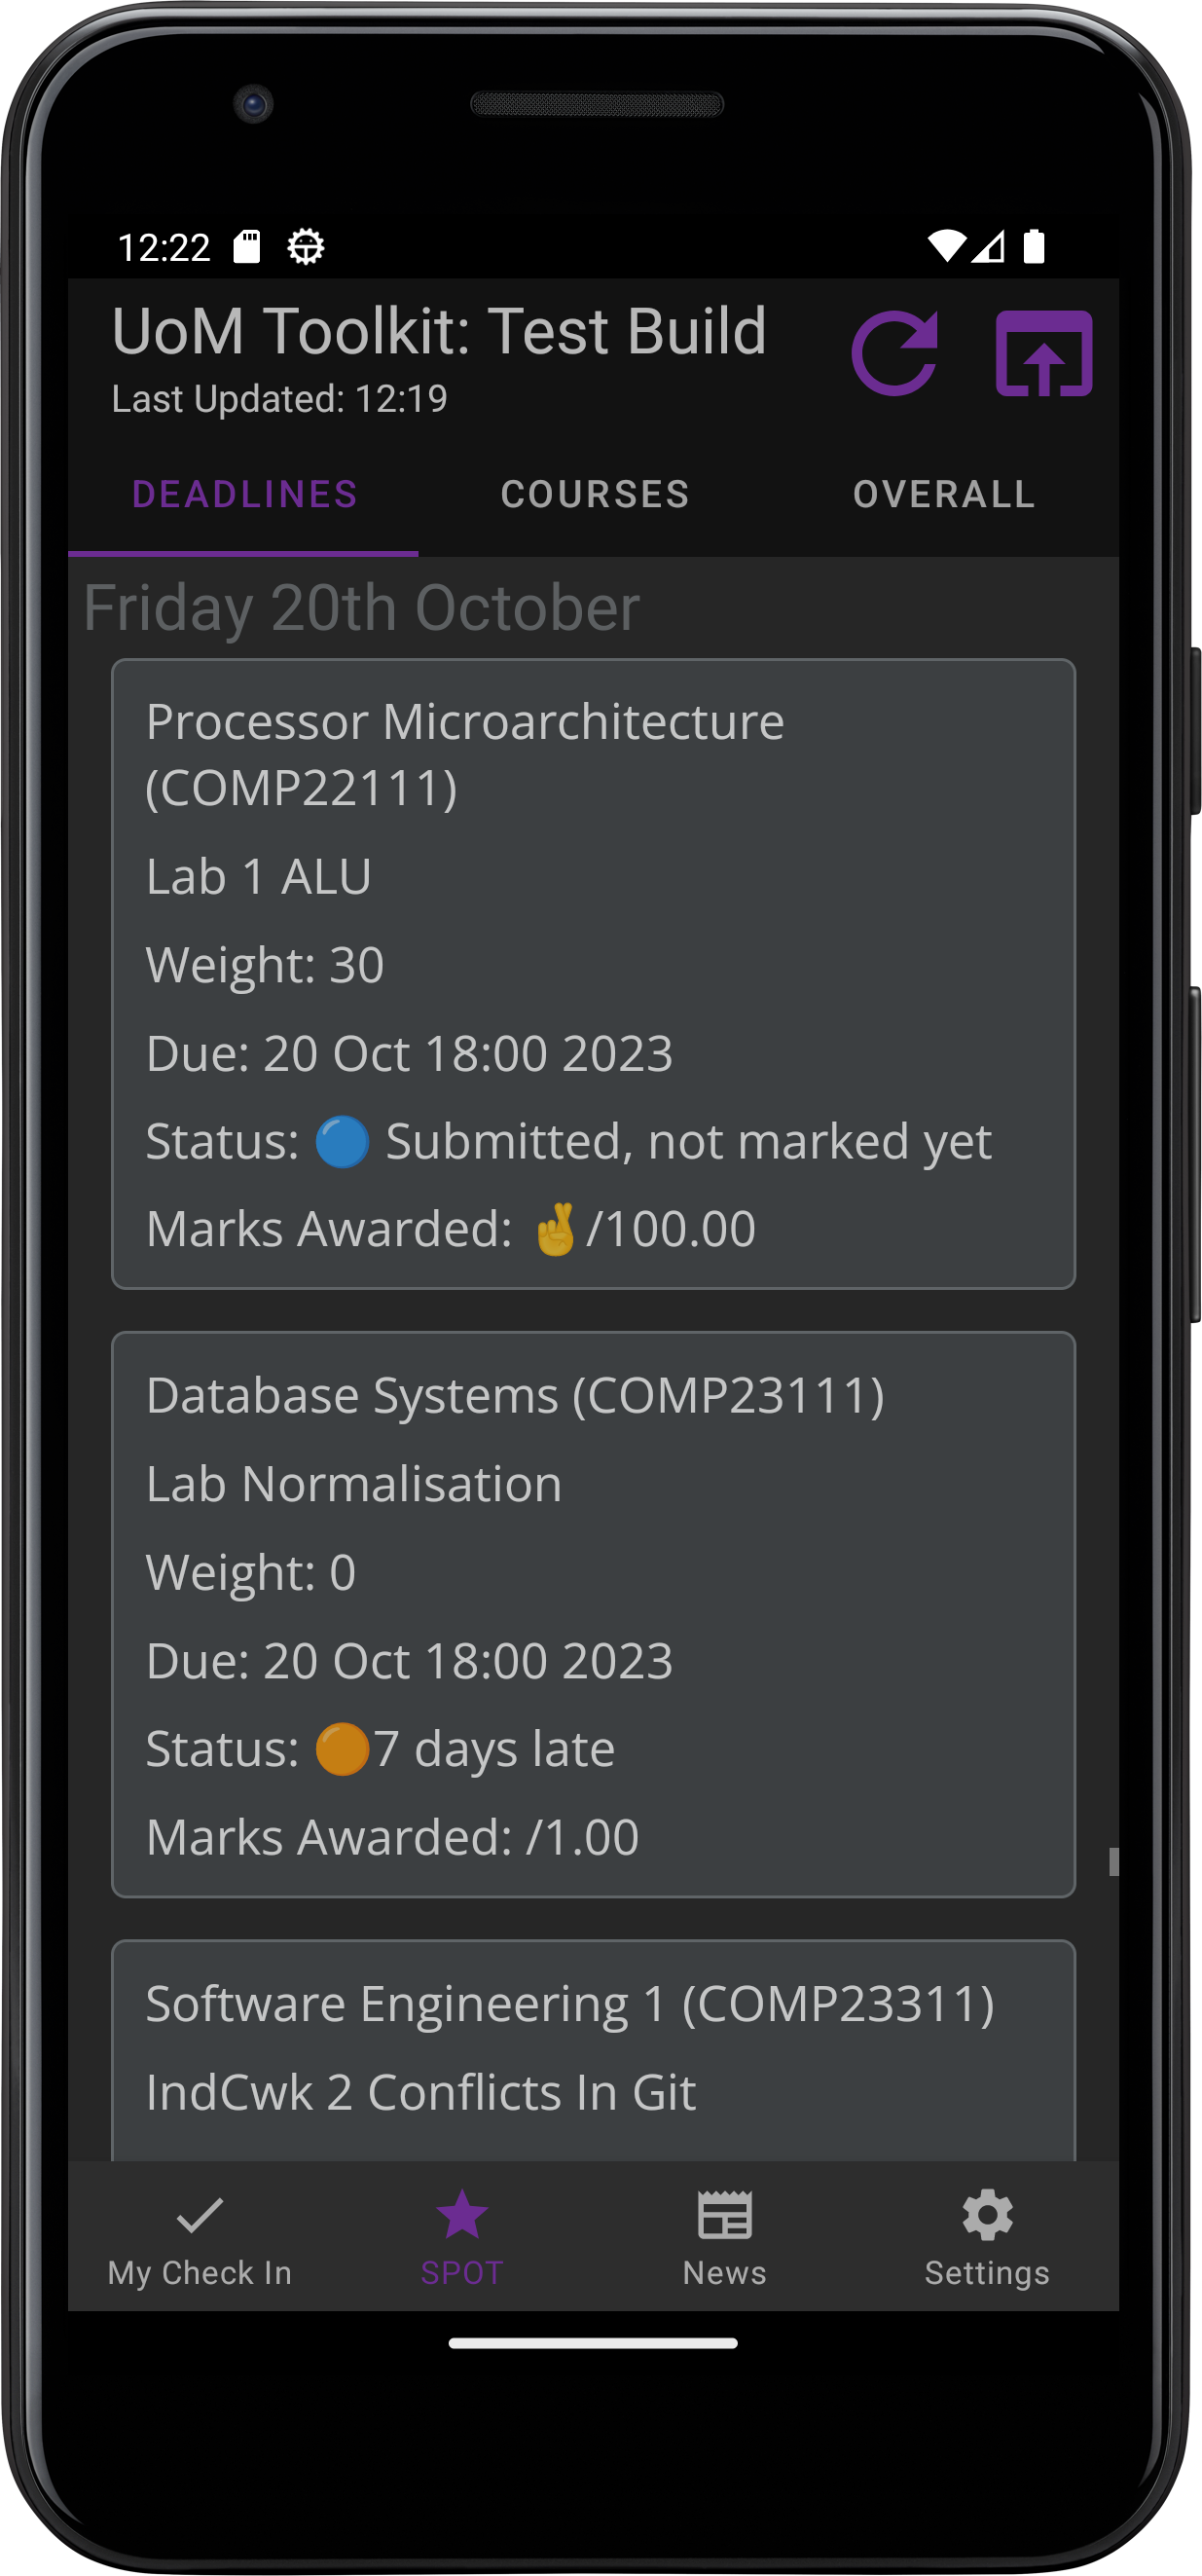 12:22
UoM Toolkit: Test Build
Last Updated: 12:19
DEADLINES COURSES OVERALL
Friday 20th October
Processor Microarchitecture
(COMP22111)
Lab 1 ALU
Weight: 30
Due: 20 Oct 18:00 2023
Status: 🔵 Submitted, not marked yet
Marks Awarded: 🤞/100.00
Database Systems (COMP23111)
Lab Normalisation
Weight: 0
Due: 20 Oct 18:00 2023
Status: 🟠7 days late
Marks Awarded: /1.00
Software Engineering 1 (COMP23311)
IndCwk 2 Conflicts In Git
My Check In SPOT News Settings